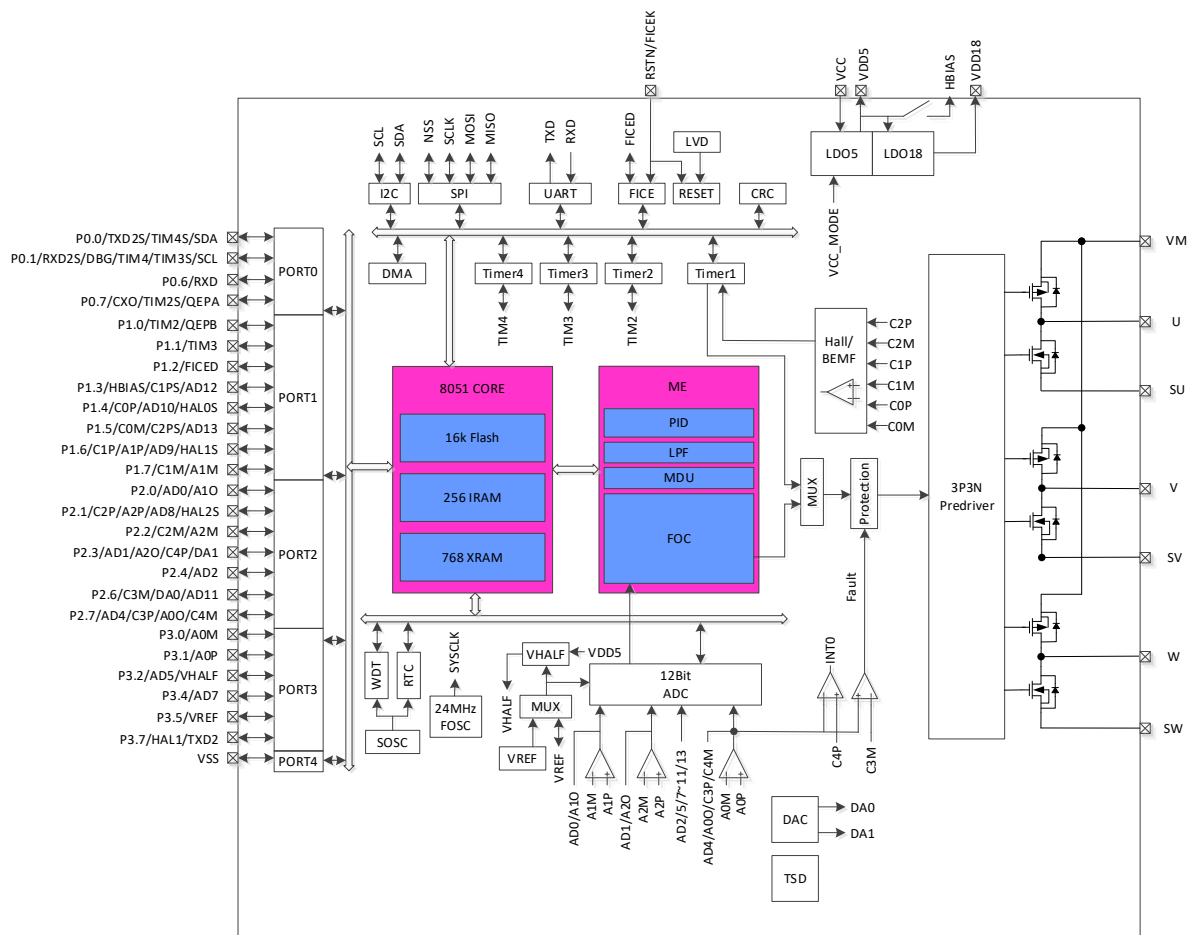 RSTN/FICEK
VCC
VDD5
HBIAS
VDD18
SCL
SDA
NSS
SCLK
MOSI
MISO
TXD
RXD
FICED
LVD
I2C
SPI
UART
FICE
RESET
CRC
LDO5
LDO18
VCC_MODE
DMA
Timer4
Timer3
Timer2
Timer1
TIM4
TIM3
TIM2
P0.0/TXD2S/TIM4S/SDA
P0.1/RXD2S/DBG/TIM4/TIM3S/SCL
P0.6/RXD
P0.7/CXO/TIM2S/QEPA
P1.0/TIM2/QEPB
P1.1/TIM3
P1.2/FICED
P1.3/HBIAS/C1PS/AD12
P1.4/C0P/AD10/HAL0S
P1.5/C0M/C2PS/AD13
P1.6/C1P/A1P/AD9/HAL1S
P1.7/C1M/A1M
P2.0/AD0/A1O
P2.1/C2P/A2P/AD8/HAL2S
P2.2/C2M/A2M
P2.3/AD1/A2O/C4P/DA1
P2.4/AD2
P2.6/C3M/DA0/AD11
P2.7/AD4/C3P/A0O/C4M
P3.0/A0M
P3.1/A0P
P3.2/AD5/VHALF
P3.4/AD7
P3.5/VREF
P3.7/HAL1/TXD2
VSS
PORT0
PORT1
PORT2
PORT3
PORT4
8051 CORE
16k Flash
256 IRAM
768 XRAM
ME
PID
LPF
MDU
FOC
Hall/
BEMF
C2P
C2M
C1P
C1M
C0P
C0M
MUX
Protection
Fault
3P3N
Predriver
VM
U
SU
V
SV
W
SW
WDT
RTC
SOSC
SYSCLK
24MHz
FOSC
VHALF
VDD5
VHALF
MUX
VREF
VREF
12Bit
ADC
AD0/A1O
A1M
A1P
AD1/A2O
A2M
A2P
AD2/5/7~11/13
AD4/A0O/C3P/C4M
A0M
A0P
INT0
C4P
C3M
DAC
DA0
DA1
TSD